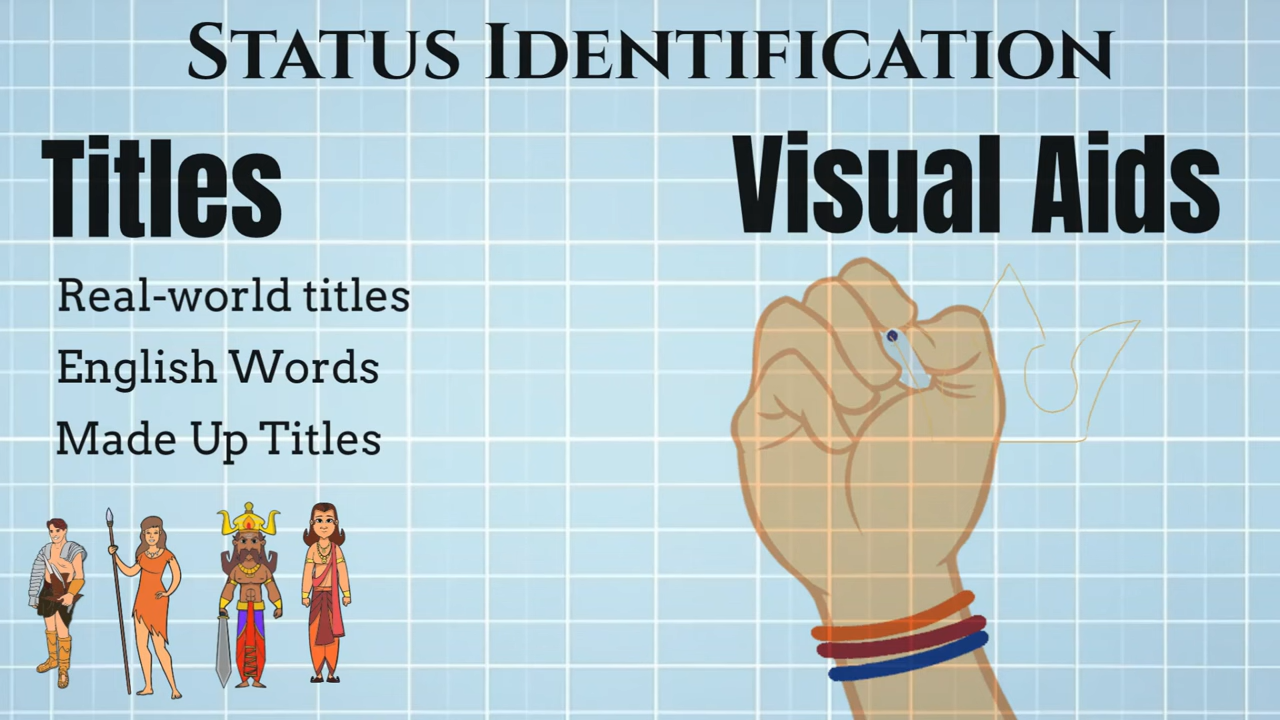 Status Identification
Titles
Visual Aids
Real-world titles
English Words
Made Up Titles